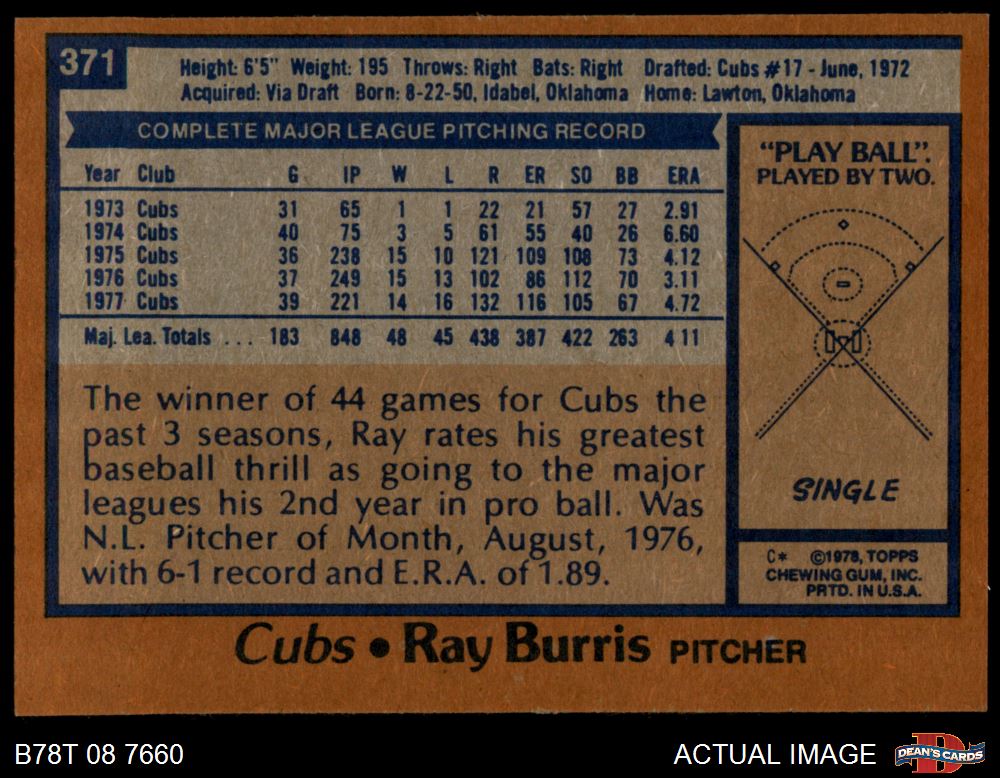 371
Height: 6'5" Weight: 195 Throws: Right Bats: Right Drafted: Cubs #17 - June, 1972
Acquired: Via Draft Born: 8-22-50, Idabel, Oklahoma Home: Lawton, Oklahoma
COMPLETE MAJOR LEAGUE PITCHING RECORD
Year Club G IP W L R ER SO BB ERA
1973 Cubs 31 65 1 1 22 21 57 27 2.91
1974 Cubs 40 75 3 5 61 55 40 26 6.60
1975 Cubs 36 238 15 10 121 109 108 73 4.12
1976 Cubs 37 249 15 13 102 86 112 70 3.11
1977 Cubs 39 221 14 16 132 116 105 67 4.72
Maj. Lea. Totals ... 183 848 48 45 438 387 422 263 4 11
The winner of 44 games for Cubs the
past 3 seasons, Ray rates his greatest
baseball thrill as going to the major
leagues his 2nd year in pro ball. Was
N.L. Pitcher of Month, August, 1976,
with 6-1 record and E.R.A. of 1.89.
"PLAY BALL".
PLAYED BY TWO.
SINGLE
C* ©1978, TOPPS
CHEWING GUM, INC.
PRTD. IN U.S.A.
Cubs • Ray Burris PITCHER
B78T 08 7660
ACTUAL IMAGE
D
DEAN'S CARDS